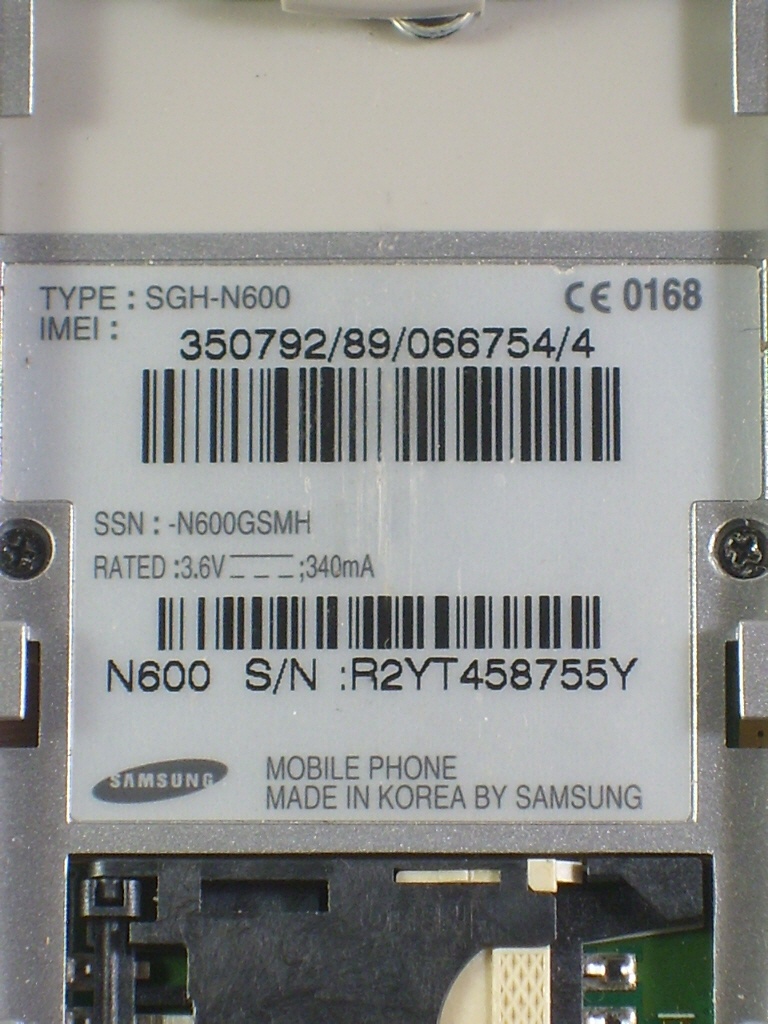 TYPE : SGH-N600
CE 0168
IMEI :
350792/89/066754/4
SSN : -N600GSMH
RATED :3.6V ;340mA
N600 S/N :R2YT458755Y
SAMSUNG
MOBILE PHONE
MADE IN KOREA BY SAMSUNG